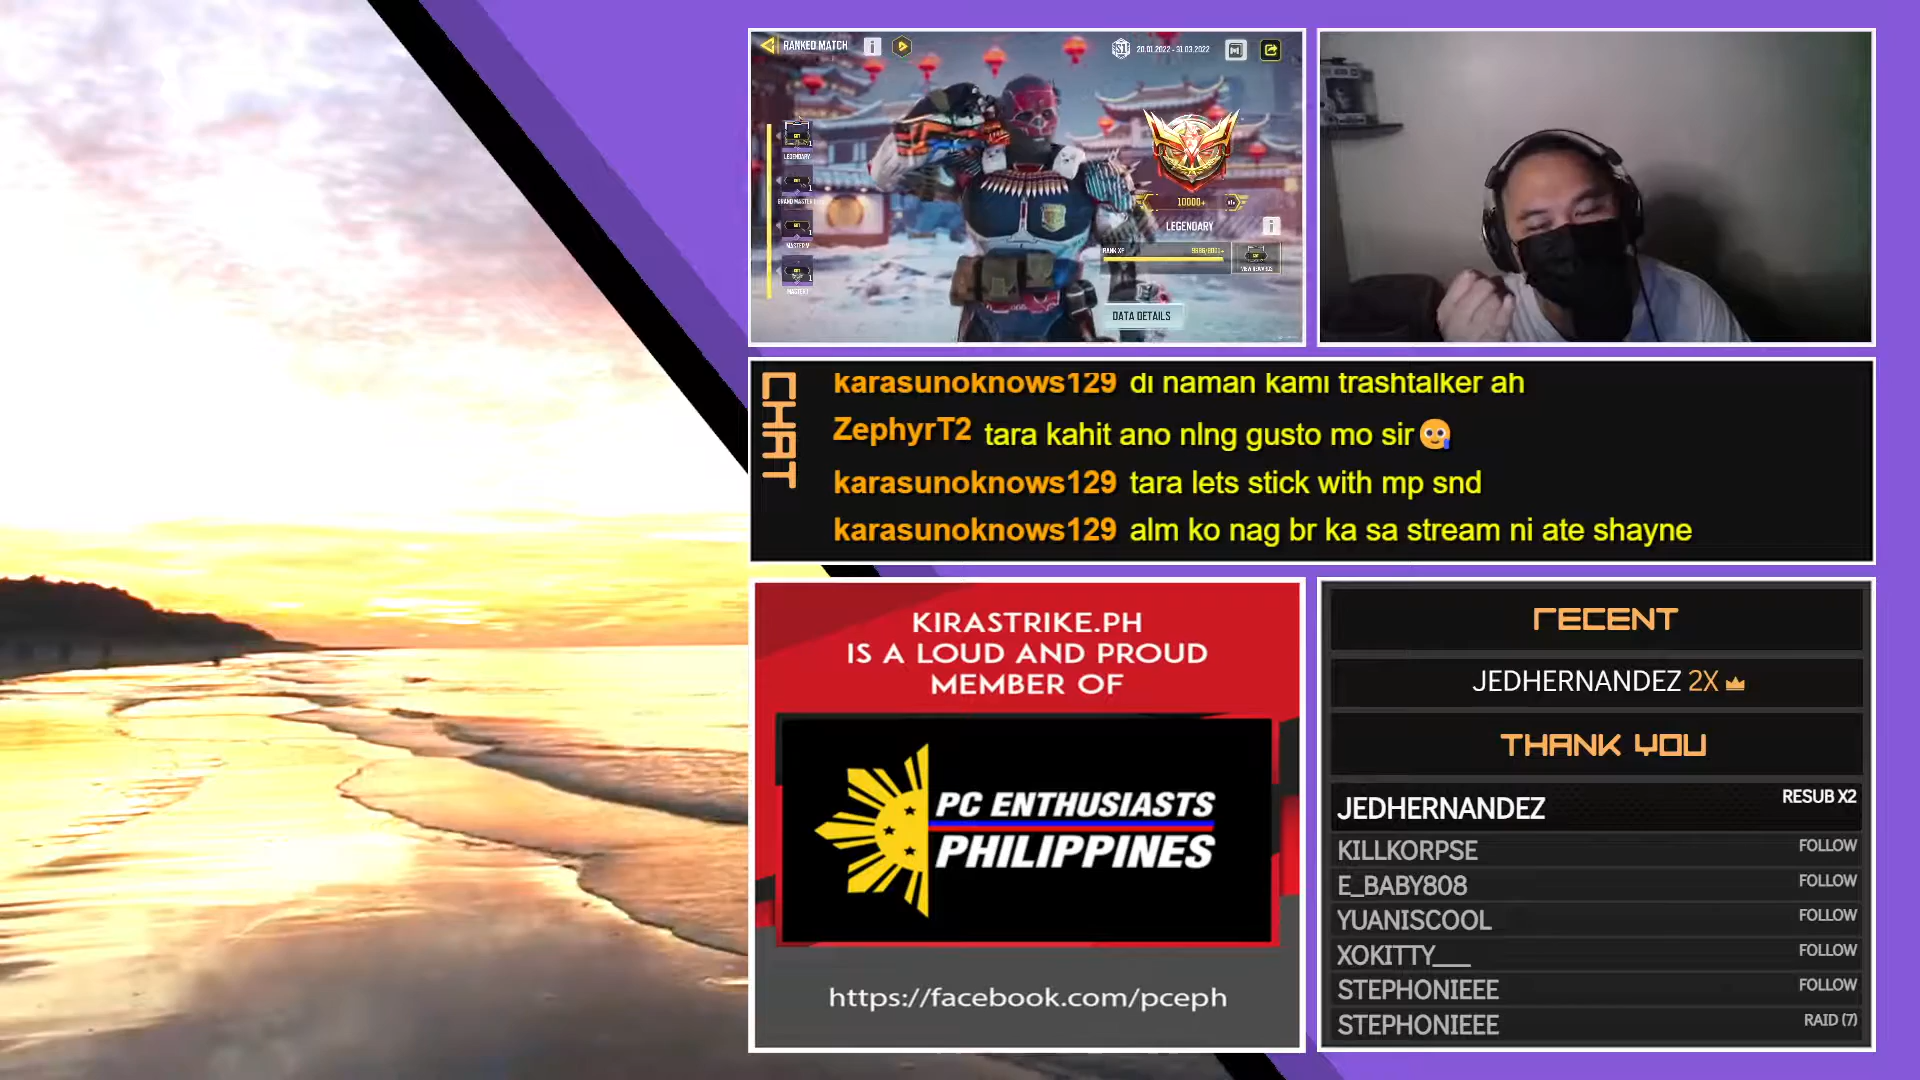 RANKED MATCH
20.01.2022 - 31.03.2022
LEGENDARY
10000+
LEGENDARY
RANK XP
DATA DETAILS
CHAT
karasunoknows129 di naman kami trashtalker ah
ZephyrT2 tara kahit ano nlng gusto mo sir
karasunoknows129 tara lets stick with mp snd
karasunoknows129 alm ko nag br ka sa stream ni ate shayne
KIRASTRIKE.PH
IS A LOUD AND PROUD
MEMBER OF
PC ENTHUSIASTS
PHILIPPINES
https://facebook.com/pceph
RECENT
JEDHERNANDEZ 2X
THANK YOU
JEDHERNANDEZ RESUB X2
KILLKORPSE FOLLOW
E_BABY808 FOLLOW
YUANISCOOL FOLLOW
XOKITTY___ FOLLOW
STEPHONIEEE FOLLOW
STEPHONIEEE RAID (7)